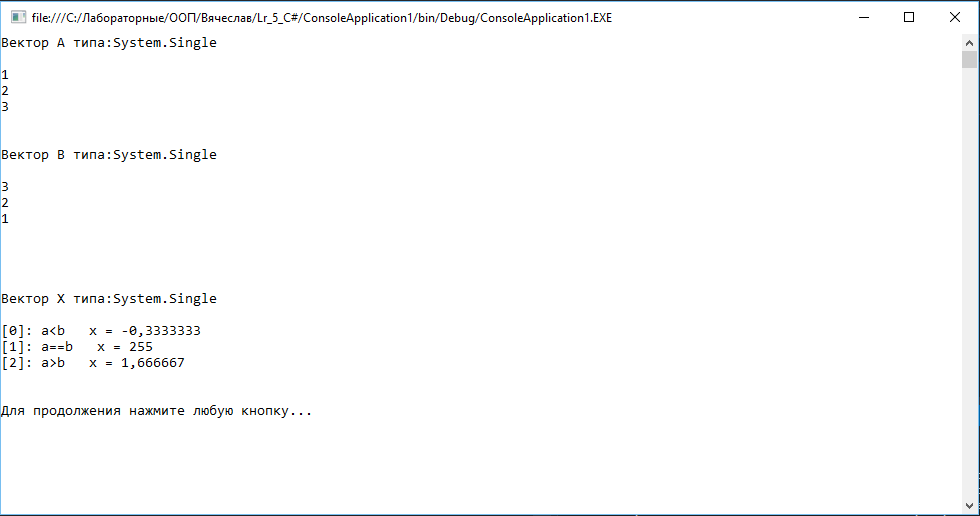 file:///C:/Лабораторные/ООП/Вячеслав/Lr_5_C#/ConsoleApplication1/bin/Debug/ConsoleApplication1.EXE
Вектор A типа:System.Single
1
2
3
Вектор B типа:System.Single
3
2
1
Вектор X типа:System.Single
[0]: a<b   x = -0,3333333
[1]: a==b   x = 255
[2]: a>b   x = 1,666667
Для продолжения нажмите любую кнопку...